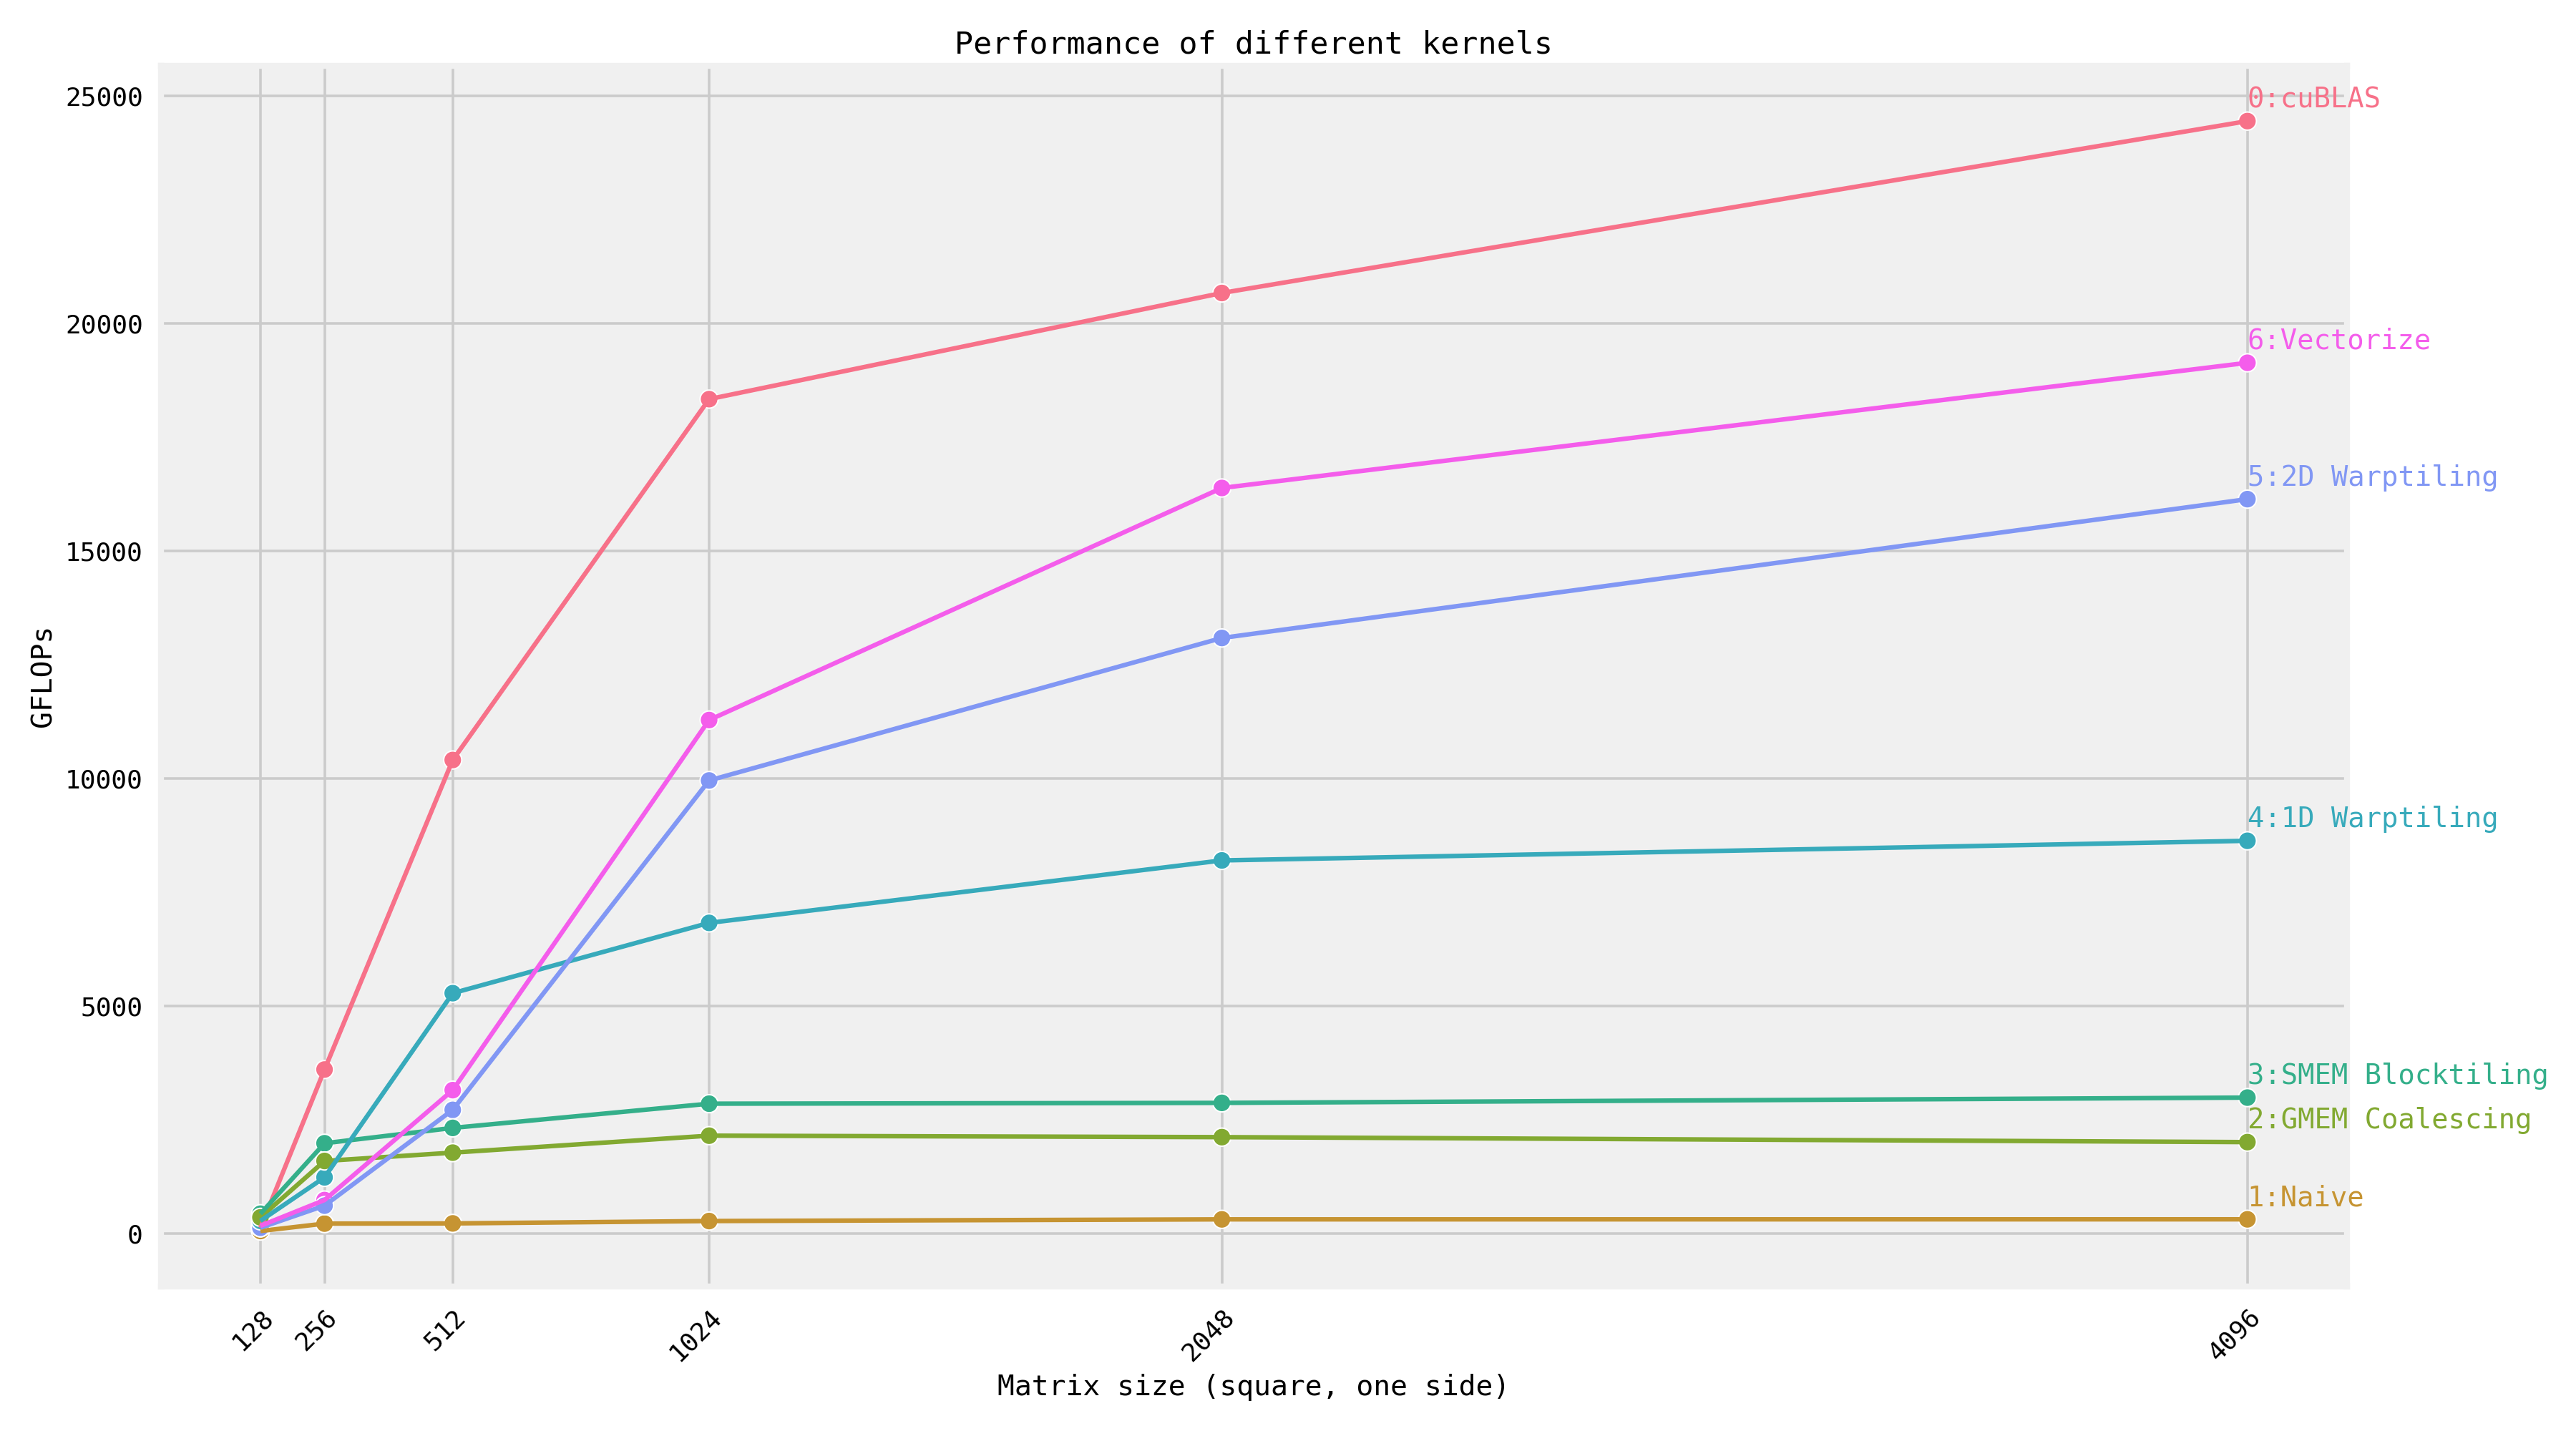 Performance of different kernels
25000
20000
15000
10000
5000
0
GFLOPs
0:cuBLAS
6:Vectorize
5:2D Warptiling
4:1D Warptiling
3:SMEM Blocktiling
2:GMEM Coalescing
1:Naive
128
256
512
1024
2048
4096
Matrix size (square, one side)